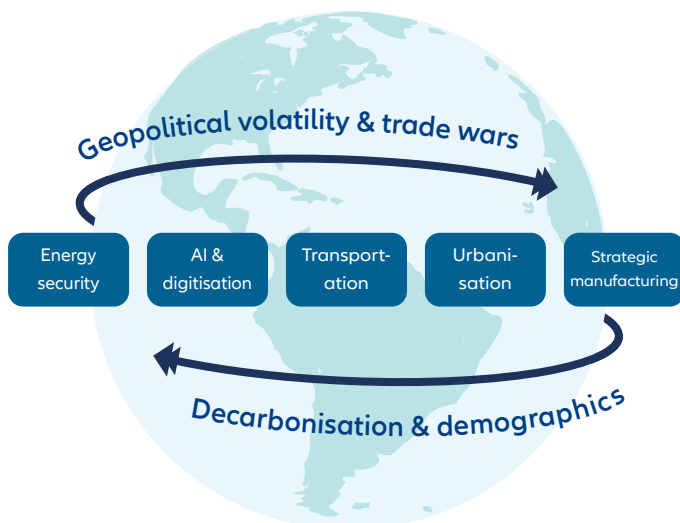 Geopolitical volatility & trade wars
Energy
security
AI &
digitisation
Transport-
ation
Urbani-
sation
Strategic
manufacturing
Decarbonisation & demographics